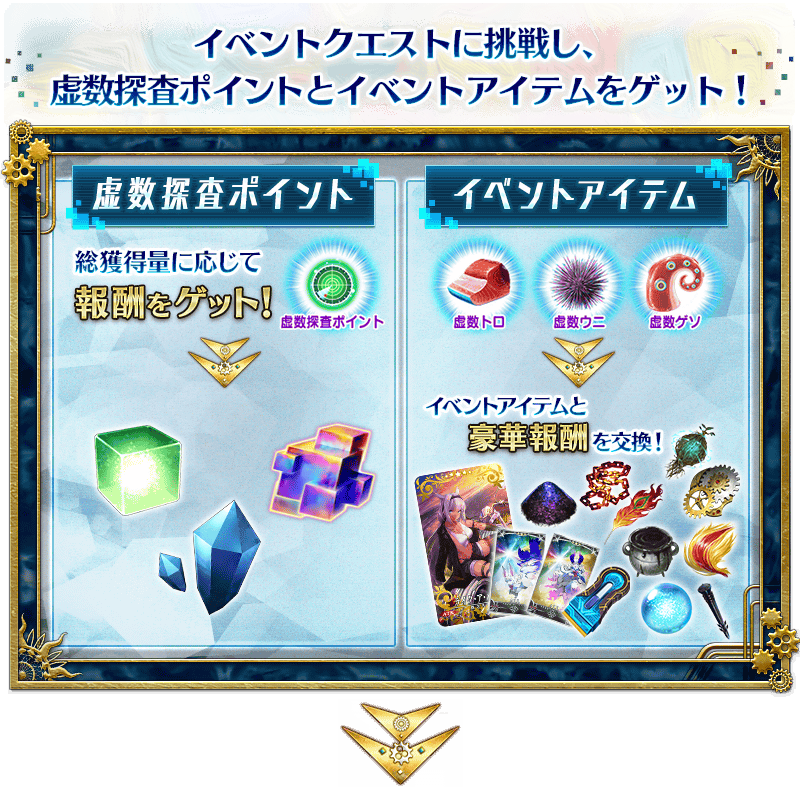 イベントクエストに挑戦し、
虚数探査ポイントとイベントアイテムをゲット！
虚数探査ポイント
総獲得量に応じて
報酬をゲット!
虚数探査ポイント
イベントアイテム
虚数トロ
虚数ウニ
虚数ゲソ
イベントアイテムと
豪華報酬を交換！